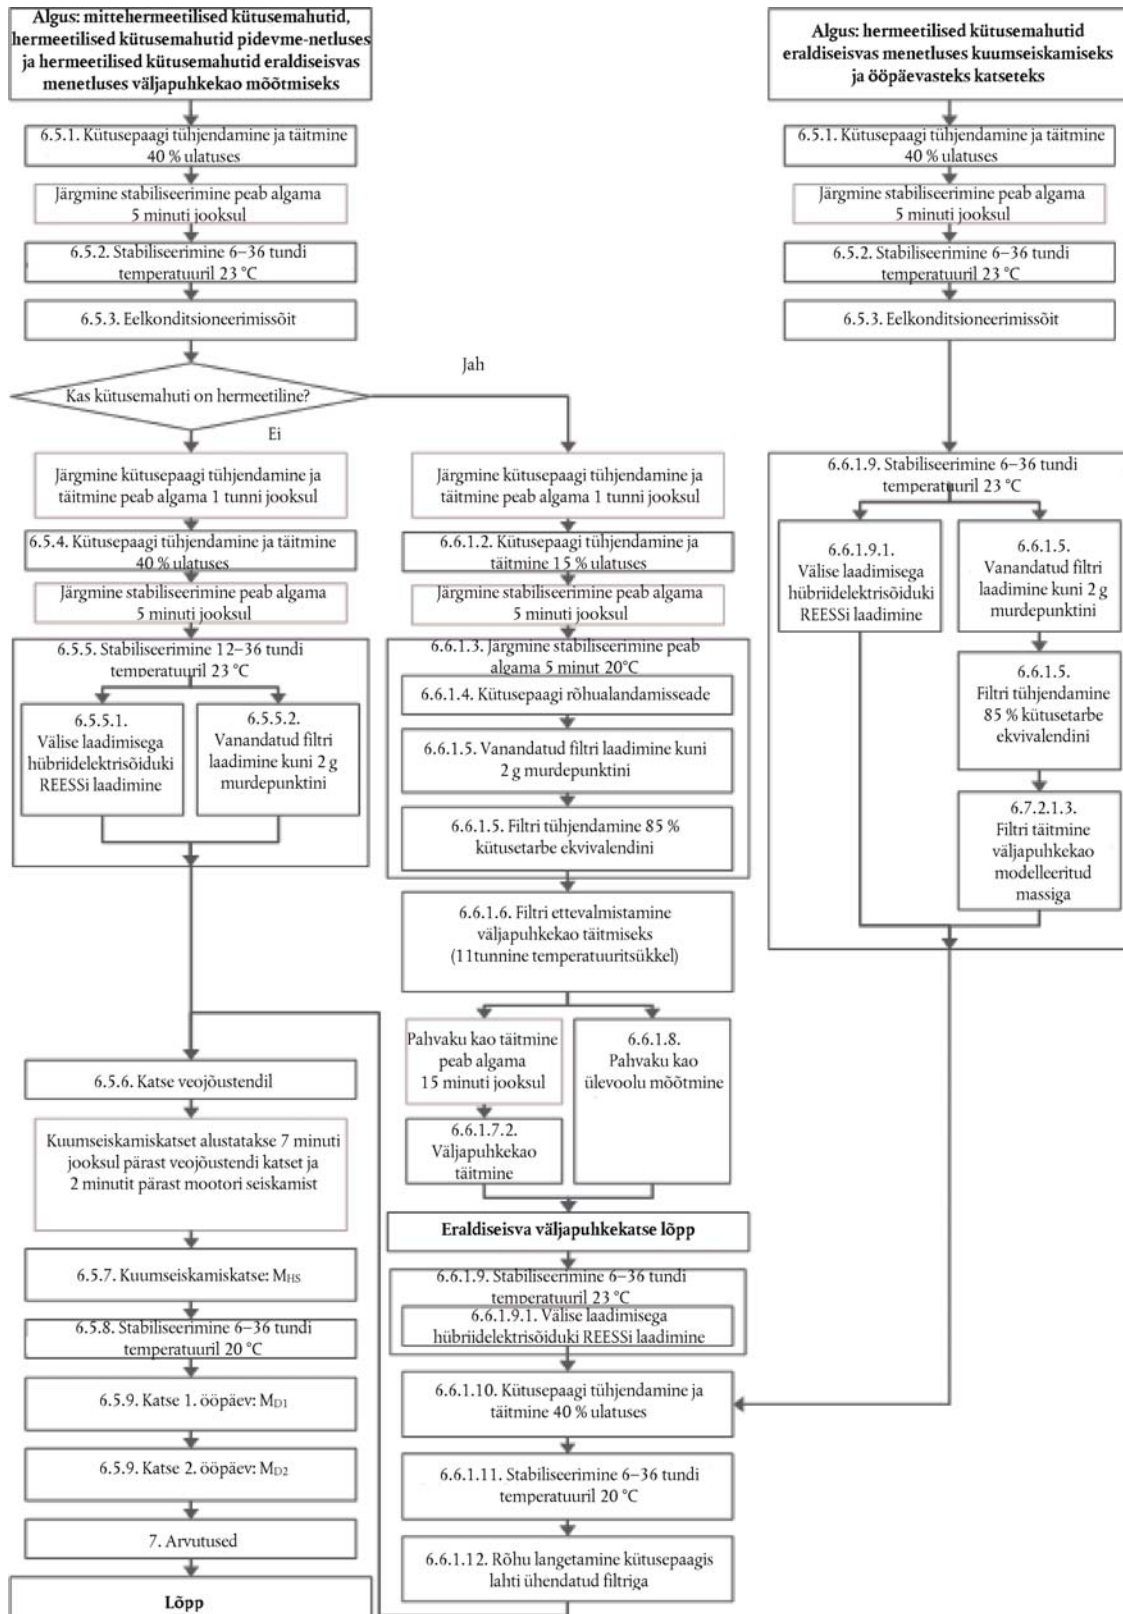 Algus: mittehermeetilised kütusemahutid,
hermeetilised kütusemahutid pidevme-netluses
ja hermeetilised kütusemahutid eraldiseisvas
menetluses väljapuhkekao mõõtmiseks
6.5.1. Kütusepaagi tühjendamine ja täitmine
40 % ulatuses
Järgmine stabiliseerimine peab algama
5 minuti jooksul
6.5.2. Stabiliseerimine 6–36 tundi
temperatuuril 23 °C
6.5.3. Eelkonditsioneerimissõit
Kas kütusemahuti on hermeetiline?
Jah
Ei
Järgmine kütusepaagi tühjendamine ja
täitmine peab algama 1 tunni jooksul
6.5.4. Kütusepaagi tühjendamine ja täitmine
40 % ulatuses
Järgmine stabiliseerimine peab algama
5 minuti jooksul
6.5.5. Stabiliseerimine 12–36 tundi
temperatuuril 23 °C
6.5.5.1.
Välise laadimisega
hübriidelektrisõiduki
REESSi laadimine
6.5.5.2.
Vanandatud filtri
laadimine kuni 2 g
murdepunktini
6.5.6. Katse veojõustendil
Kuumseiskamiskatset alustatakse 7 minuti
jooksul pärast veojõustendi katset ja
2 minutit pärast mootori seiskamist
6.5.7. Kuumseiskamiskatse: MHS
6.5.8. Stabiliseerimine 6–36 tundi
temperatuuril 20 °C
6.5.9. Katse 1. ööpäev: MD1
6.5.9. Katse 2. ööpäev: MD2
7. Arvutused
Lõpp
Järgmine kütusepaagi tühjendamine ja
täitmine peab algama 1 tunni jooksul
6.6.1.2. Kütusepaagi tühjendamine ja
täitmine 15 % ulatuses
Järgmine stabiliseerimine peab algama
5 minuti jooksul
6.6.1.3. Järgmine stabiliseerimine peab
algama 5 minut 20°C
6.6.1.4. Kütusepaagi rõhualandamisseade
6.6.1.5. Vanandatud filtri laadimine kuni
2 g murdepunktini
6.6.1.5. Filtri tühjendamine 85 %
kütusetarbe ekvivalendini
6.6.1.6. Filtri ettevalmistamine
väljapuhkekao täitmiseks
(11tunnine temperatuuritsükkel)
Pahvaku kao täitmine
peab algama
15 minuti jooksul
6.6.1.7.2.
Väljapuhkekao
täitmine
6.6.1.8.
Pahvaku kao
ülevoolu mõõtmine
Eraldiseisva väljapuhkekatse lõpp
6.6.1.9. Stabiliseerimine 6–36 tundi
temperatuuril 23 °C
6.6.1.9.1. Välise laadimisega
hübriidelektrisõiduki REESSi laadimine
6.6.1.10. Kütusepaagi tühjendamine ja
täitmine 40 % ulatuses
6.6.1.11. Stabiliseerimine 6–36 tundi
temperatuuril 20 °C
6.6.1.12. Rõhu langetamine kütusepaagis
lahti ühendatud filtriga
Algus: hermeetilised kütusemahutid
eraldiseisvas menetluses kuumseiskamiseks
ja ööpäevasteks katseteks
6.5.1. Kütusepaagi tühjendamine ja täitmine
40 % ulatuses
Järgmine stabiliseerimine peab algama
5 minuti jooksul
6.5.2. Stabiliseerimine 6–36 tundi
temperatuuril 23 °C
6.5.3. Eelkonditsioneerimissõit
6.6.1.9. Stabiliseerimine 6–36 tundi
temperatuuril 23 °C
6.6.1.9.1.
Välise laadimisega
hübriidelektrisõiduki
REESSi laadimine
6.6.1.5.
Vanandatud filtri
laadimine kuni 2 g
murdepunktini
6.6.1.5.
Filtri tühjendamine
85 % kütusetarbe
ekvivalendini
6.7.2.1.3.
Filtri täitmine
väljapuhkekao
modelleeritud
massiga